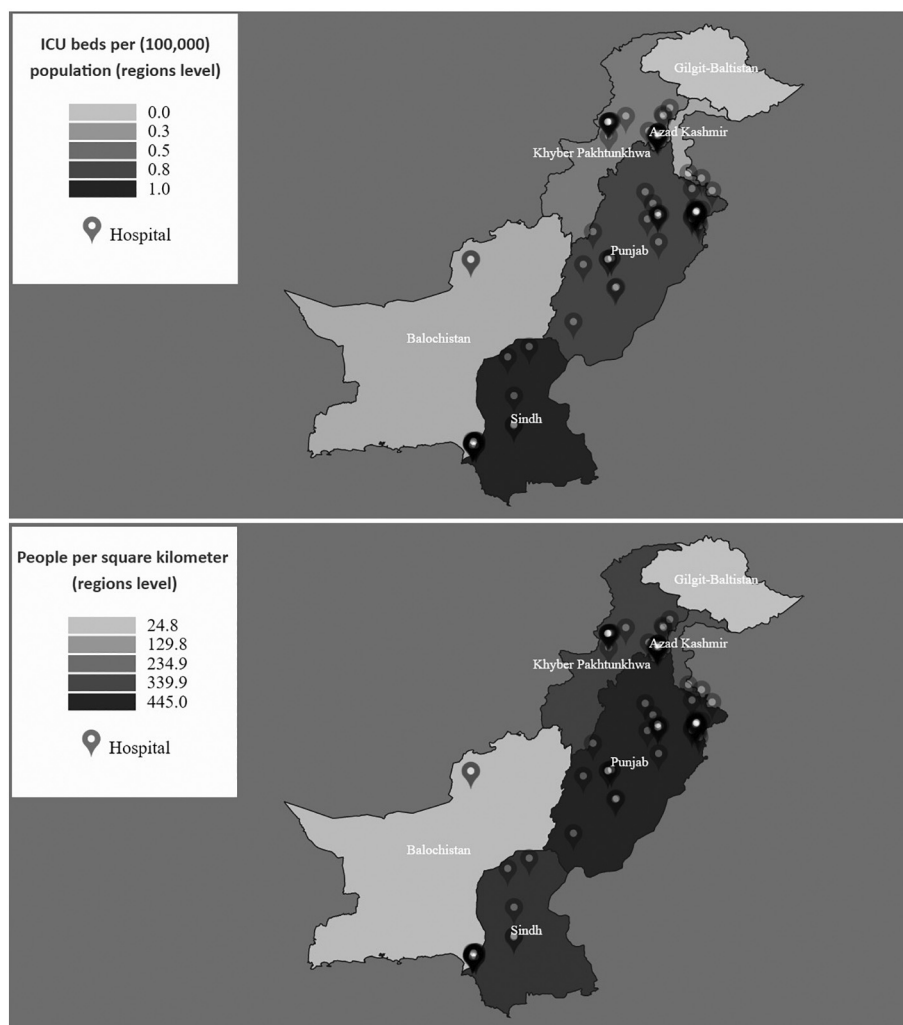 ICU beds per (100,000)
population (regions level)
0.0
0.3
0.5
0.8
1.0
Hospital
Gilgit-Baltistan
Azad Kashmir
Khyber Pakhtunkhwa
Punjab
Balochistan
Sindh
People per square kilometer
(regions level)
24.8
129.8
234.9
339.9
445.0
Hospital
Gilgit-Baltistan
Azad Kashmir
Khyber Pakhtunkhwa
Punjab
Balochistan
Sindh